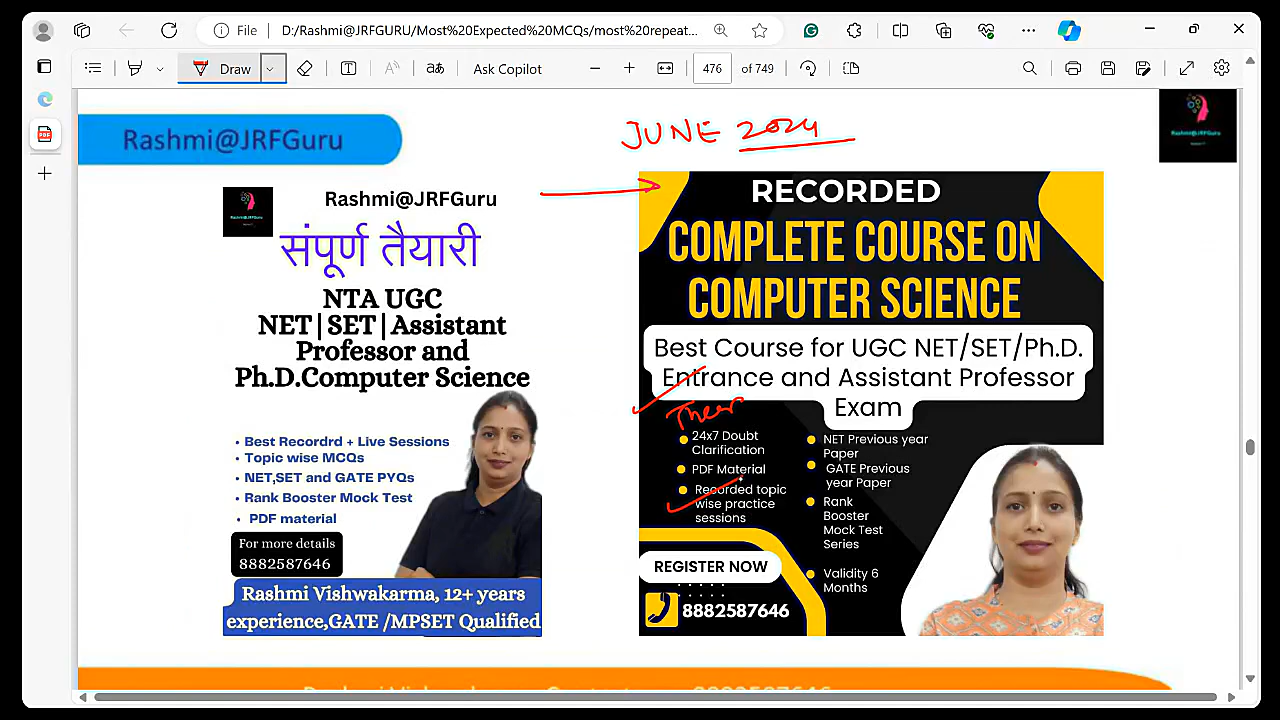 File
D:/Rashmi@JRFGURU/Most%20Expected%20MCQs/most%20repeat...
Draw
Ask Copilot
476 of 749
Rashmi@JRFGuru
JUNE 2024
Rashmi@JRFGuru
संपूर्ण तैयारी
NTA UGC
NET|SET|Assistant
Professor and
Ph.D.Computer Science
• Best Recordrd + Live Sessions
• Topic wise MCQs
• NET,SET and GATE PYQs
• Rank Booster Mock Test
• PDF material
For more details
8882587646
Rashmi Vishwakarma, 12+ years
experience,GATE /MPSET Qualified
RECORDED
COMPLETE COURSE ON
COMPUTER SCIENCE
Best Course for UGC NET/SET/Ph.D.
Entrance and Assistant Professor
Exam
24x7 Doubt
Clarification
PDF Material
Recorded topic
wise practice
sessions
NET Previous year
Paper
GATE Previous
year Paper
Rank
Booster
Mock Test
Series
Validity 6
Months
REGISTER NOW
8882587646